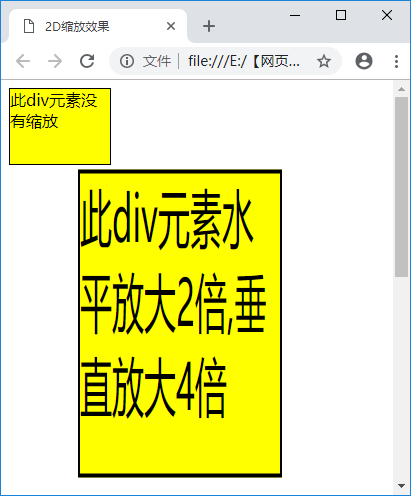 2D缩放效果
文件 | file:///E:/【网页...
此div元素没
有缩放
此div元素水
平放大2倍,垂
直放大4倍